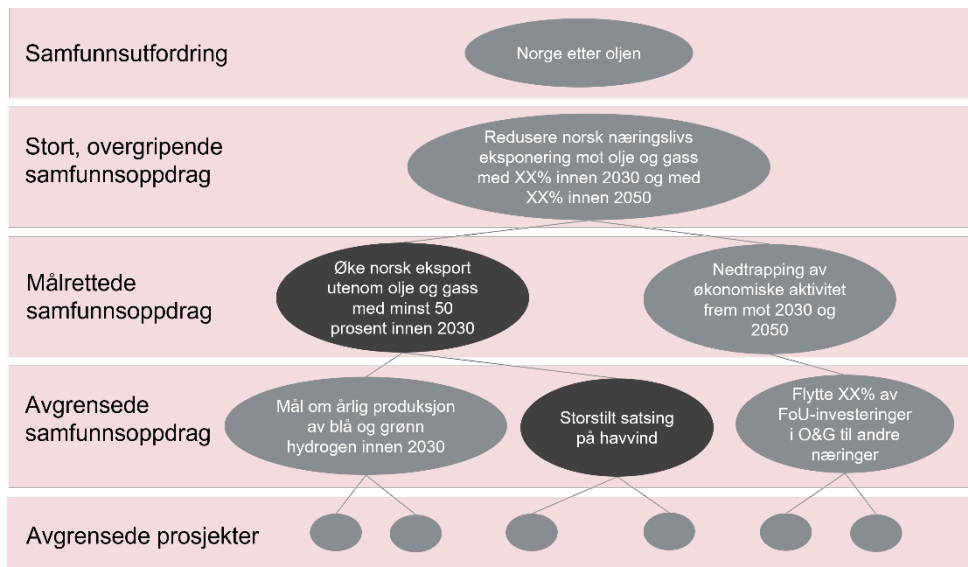 Samfunnsutfordring
Norge etter oljen
Stort, overgripende
samfunnsoppdrag
Redusere norsk næringslivs
eksponering mot olje og gass
med XX% innen 2030 og med
XX% innen 2050
Målrettede
samfunnsoppdrag
Øke norsk eksport
utenom olje og gass
med minst 50
prosent innen 2030
Nedtrapping av
økonomiske aktivitet
frem mot 2030 og
2050
Avgrensede
samfunnsoppdrag
Mål om årlig produksjon
av blå og grønn
hydrogen innen 2030
Storstilt satsing
på havvind
Flytte XX% av
FoU-investeringer
i O&G til andre
næringer
Avgrensede prosjekter